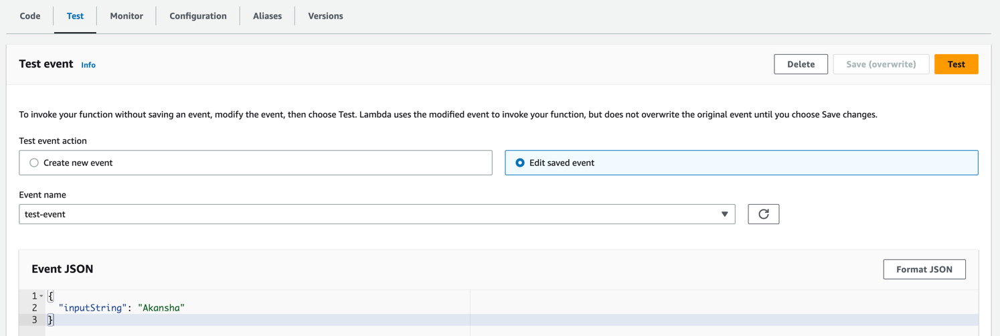 Code Test Monitor Configuration Aliases Versions
Test event Info Delete Save (overwrite) Test
To invoke your function without saving an event, modify the event, then choose Test. Lambda uses the modified event to invoke your function, but does not overwrite the original event until you choose Save changes.
Test event action
Create new event Edit saved event
Event name
test-event
Event JSON Format JSON
1 {
2 "inputString": "Akansha"
3 }